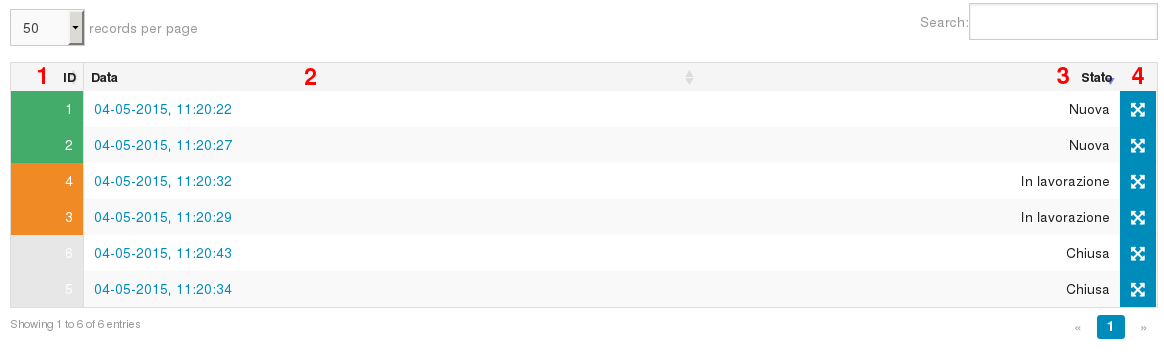 50 records per page Search:
1 ID Data 2 3 Stato 4
1 04-05-2015, 11:20:22 Nuova
2 04-05-2015, 11:20:27 Nuova
4 04-05-2015, 11:20:32 In lavorazione
3 04-05-2015, 11:20:29 In lavorazione
6 04-05-2015, 11:20:43 Chiusa
5 04-05-2015, 11:20:34 Chiusa
Showing 1 to 6 of 6 entries « 1 »